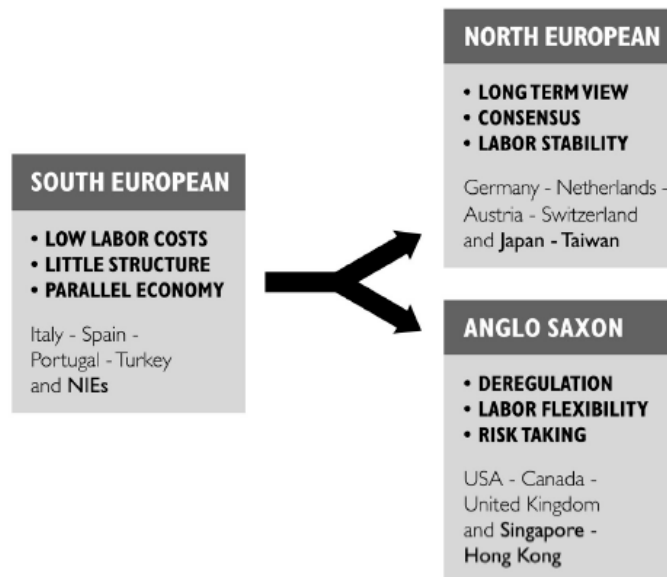 SOUTH EUROPEAN
• LOW LABOR COSTS
• LITTLE STRUCTURE
• PARALLEL ECONOMY
Italy - Spain -
Portugal - Turkey
and NIEs
NORTH EUROPEAN
• LONG TERM VIEW
• CONSENSUS
• LABOR STABILITY
Germany - Netherlands -
Austria - Switzerland
and Japan - Taiwan
ANGLO SAXON
• DEREGULATION
• LABOR FLEXIBILITY
• RISK TAKING
USA - Canada -
United Kingdom
and Singapore -
Hong Kong